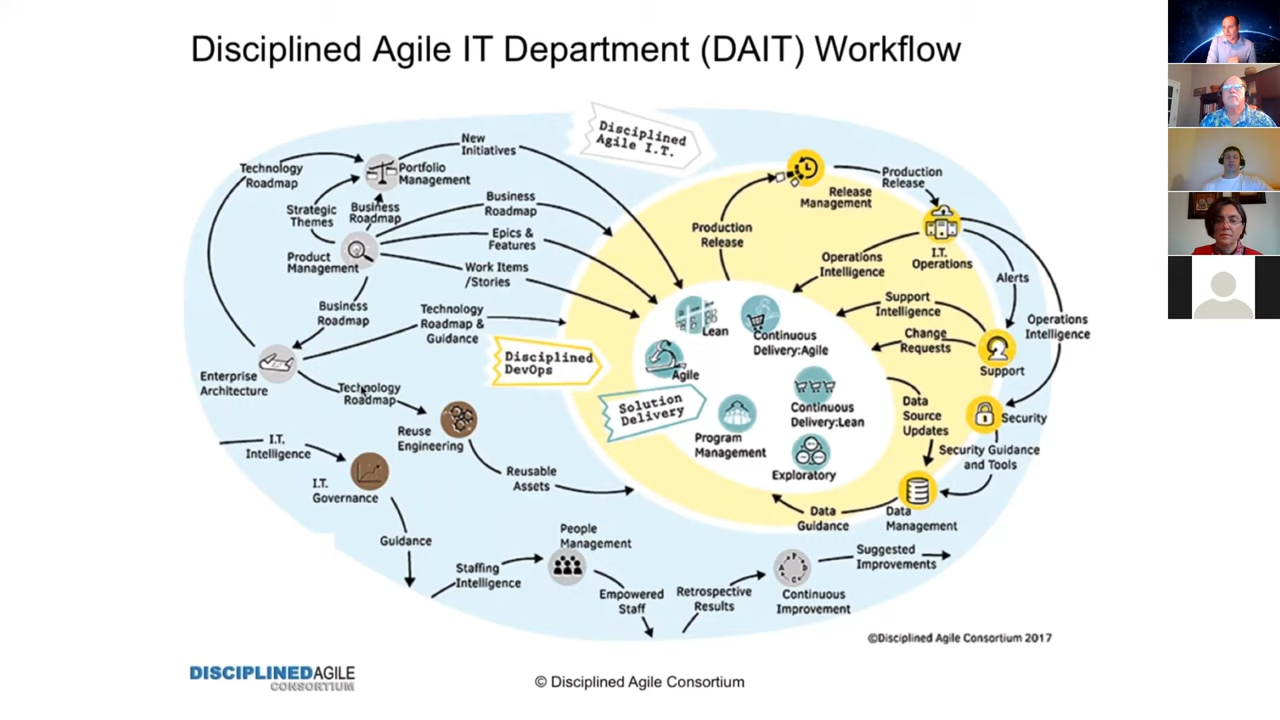 Disciplined Agile IT Department (DAIT) Workflow
Disciplined
Agile I.T.
New
Initiatives
Technology
Roadmap
Portfolio
Management
Strategic
Themes
Business
Roadmap
Business
Roadmap
Epics &
Features
Product
Management
Work Items
/Stories
Business
Roadmap
Technology
Roadmap &
Guidance
Enterprise
Architecture
Technology
Roadmap
Disciplined
DevOps
Solution
Delivery
Reuse
Engineering
I.T.
Intelligence
I.T.
Governance
Reusable
Assets
Guidance
Staffing
Intelligence
People
Management
Empowered
Staff
Retrospective
Results
Continuous
Improvement
Suggested
Improvements
Production
Release
Release
Management
Production
Release
I.T.
Operations
Operations
Intelligence
Alerts
Support
Intelligence
Operations
Intelligence
Change
Requests
Support
Lean
Continuous
Delivery:Agile
Agile
Continuous
Delivery:Lean
Program
Management
Exploratory
Data
Source
Updates
Security
Security Guidance
and Tools
Data
Guidance
Data
Management
©Disciplined Agile Consortium 2017
DISCIPLINEDAGILE
CONSORTIUM
© Disciplined Agile Consortium